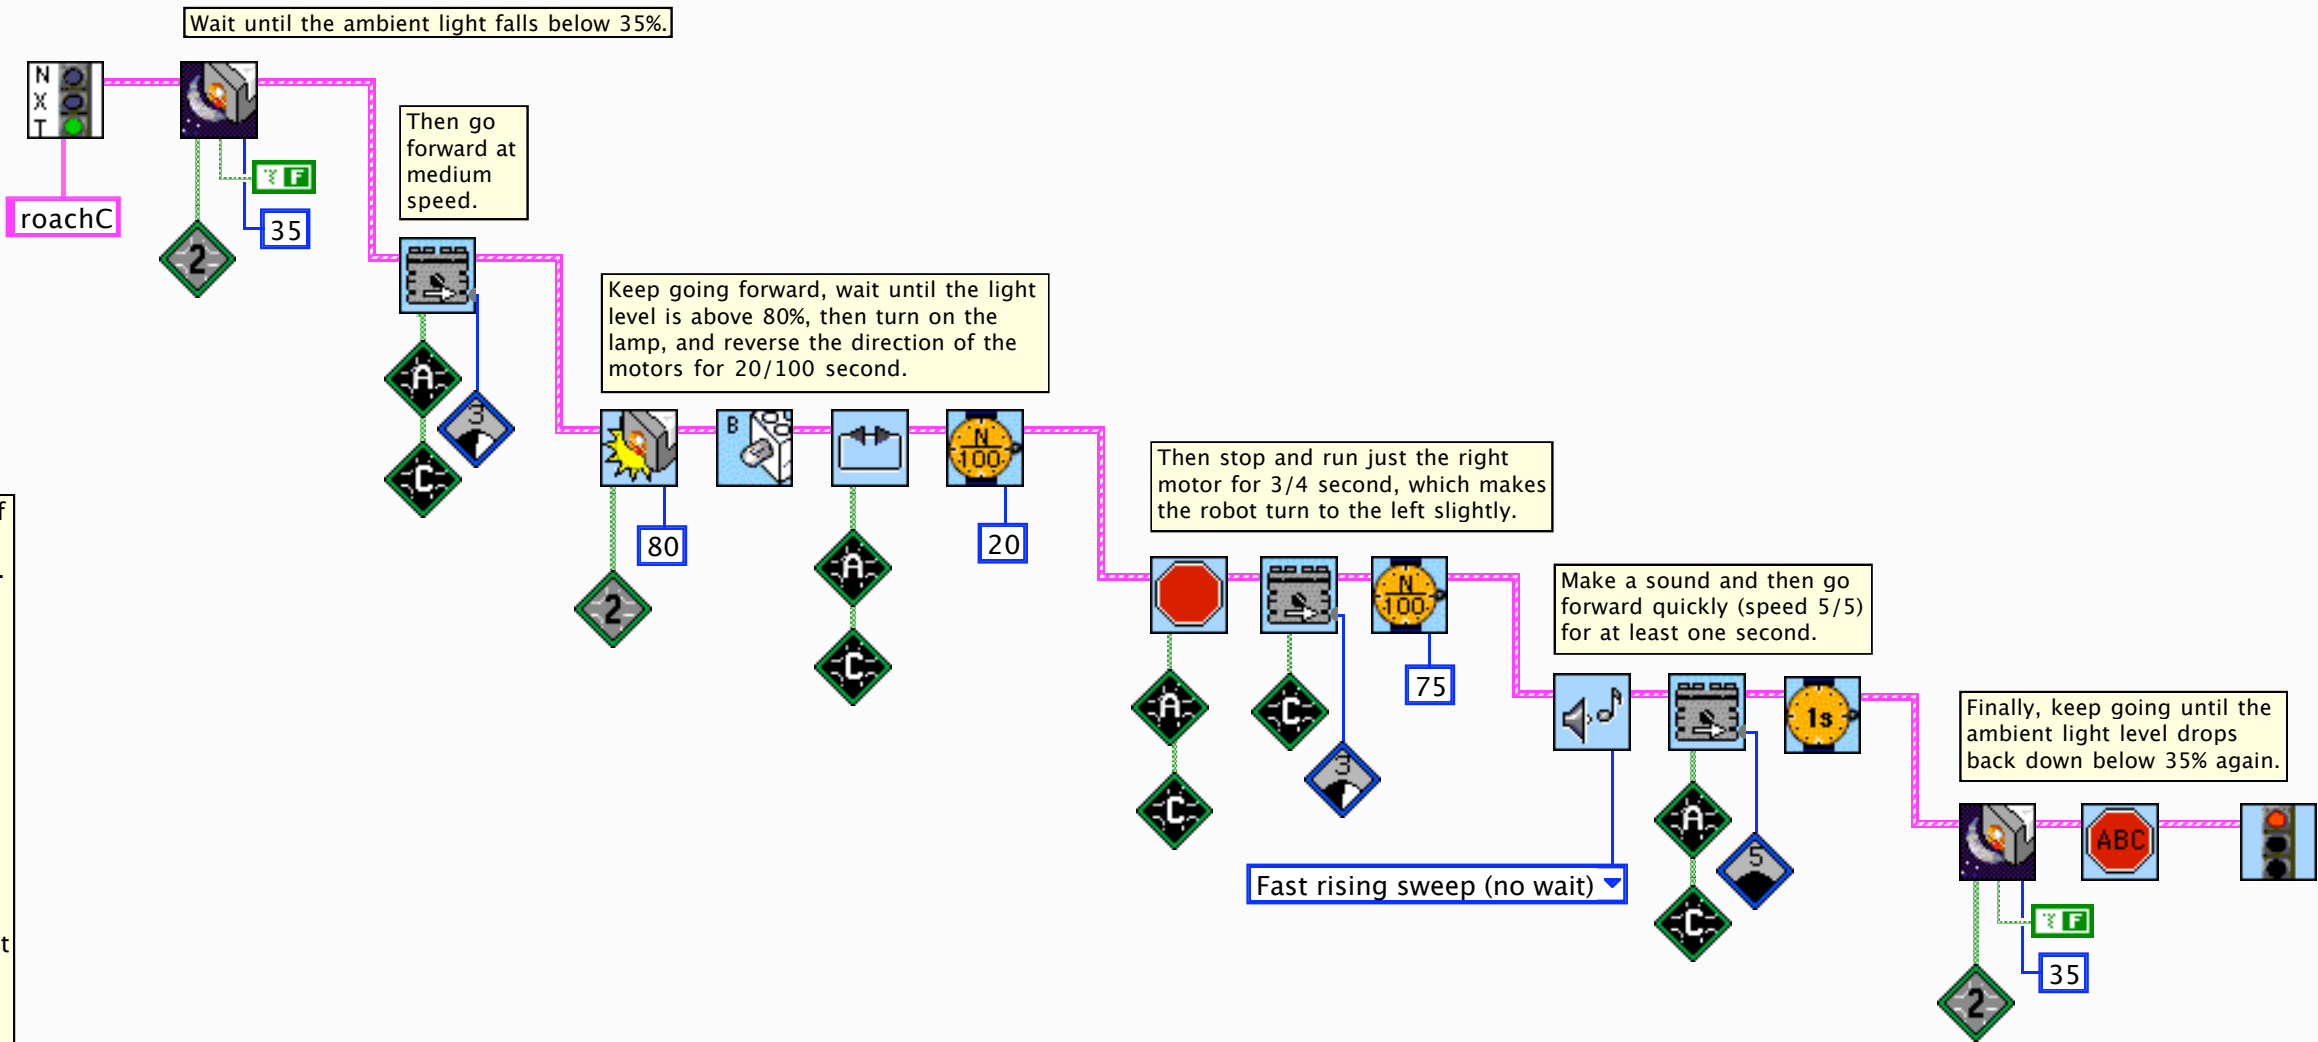 Wait until the ambient light falls below 35%.
N
X
T
roachC
F
35
2
Then go
forward at
medium
speed.
A
3
C
Keep going forward, wait until the light
level is above 80%, then turn on the
lamp, and reverse the direction of the
motors for 20/100 second.
B
N
100
80
20
2
A
C
Then stop and run just the right
motor for 3/4 second, which makes
the robot turn to the left slightly.
N
100
75
A
C
C
3
Make a sound and then go
forward quickly (speed 5/5)
for at least one second.
1s
Fast rising sweep (no wait)
A
5
C
Finally, keep going until the
ambient light level drops
back down below 35% again.
ABC
F
35
2
f
.
t